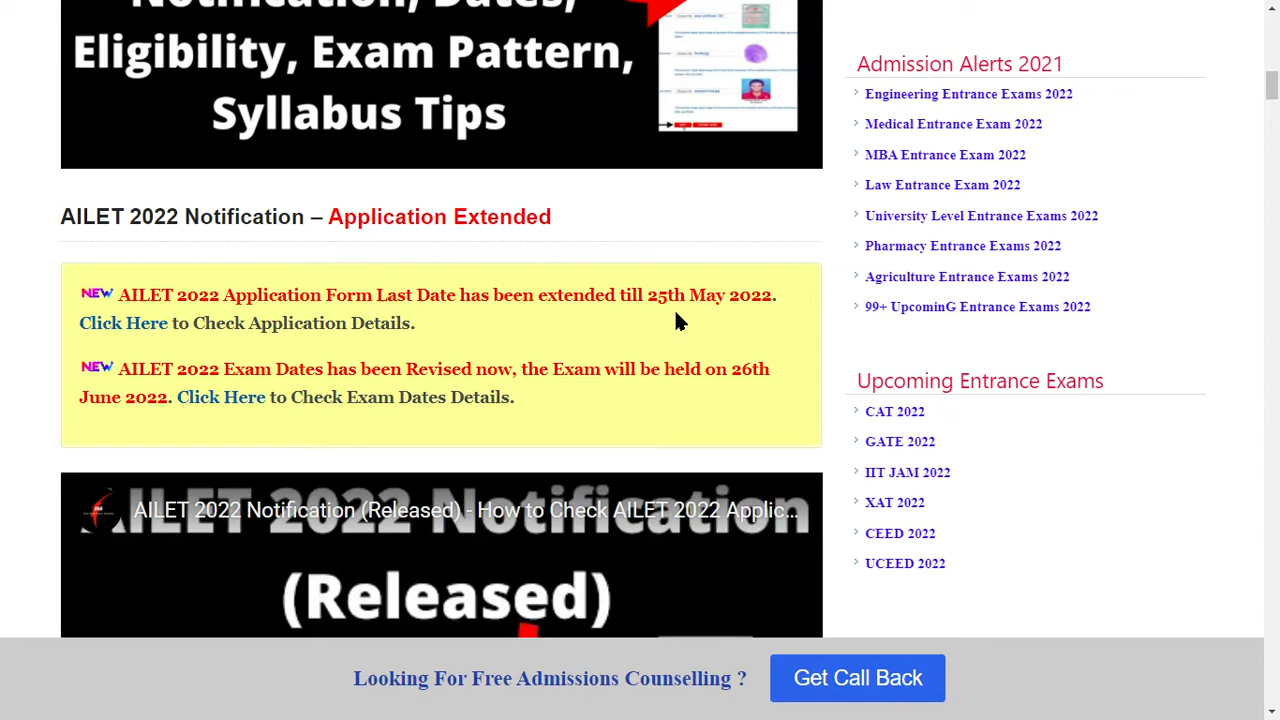 Notification, Dates,
Eligibility, Exam Pattern,
Syllabus Tips
AILET 2022 Notification – Application Extended
NEW AILET 2022 Application Form Last Date has been extended till 25th May 2022.
Click Here to Check Application Details.
NEW AILET 2022 Exam Dates has been Revised now, the Exam will be held on 26th
June 2022. Click Here to Check Exam Dates Details.
AILET 2022 Notification (Released) - How to Check AILET 2022 Applic...
AILET 2022 Notification
(Released)
Admission Alerts 2021
Engineering Entrance Exams 2022
Medical Entrance Exam 2022
MBA Entrance Exam 2022
Law Entrance Exam 2022
University Level Entrance Exams 2022
Pharmacy Entrance Exams 2022
Agriculture Entrance Exams 2022
99+ UpcominG Entrance Exams 2022
Upcoming Entrance Exams
CAT 2022
GATE 2022
IIT JAM 2022
XAT 2022
CEED 2022
UCEED 2022
Looking For Free Admissions Counselling ?
Get Call Back